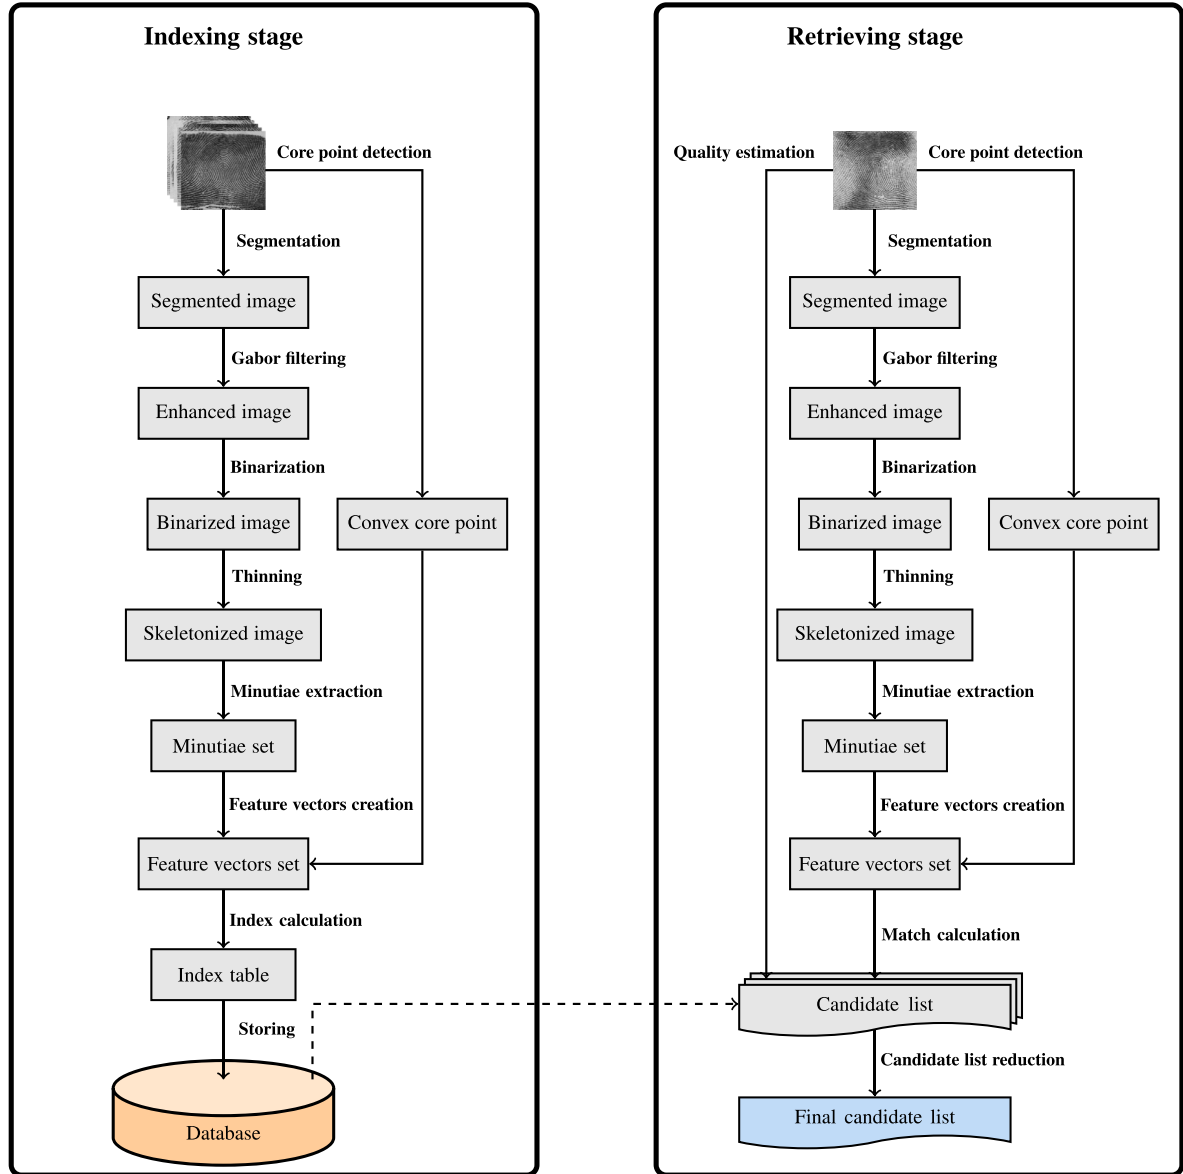 Indexing stage
Core point detection
Segmentation
Segmented image
Gabor filtering
Enhanced image
Binarization
Binarized image
Convex core point
Thinning
Skeletonized image
Minutiae extraction
Minutiae set
Feature vectors creation
Feature vectors set
Index calculation
Index table
Storing
Database
Retrieving stage
Quality estimation
Core point detection
Segmentation
Segmented image
Gabor filtering
Enhanced image
Binarization
Binarized image
Convex core point
Thinning
Skeletonized image
Minutiae extraction
Minutiae set
Feature vectors creation
Feature vectors set
Match calculation
Candidate list
Candidate list reduction
Final candidate list